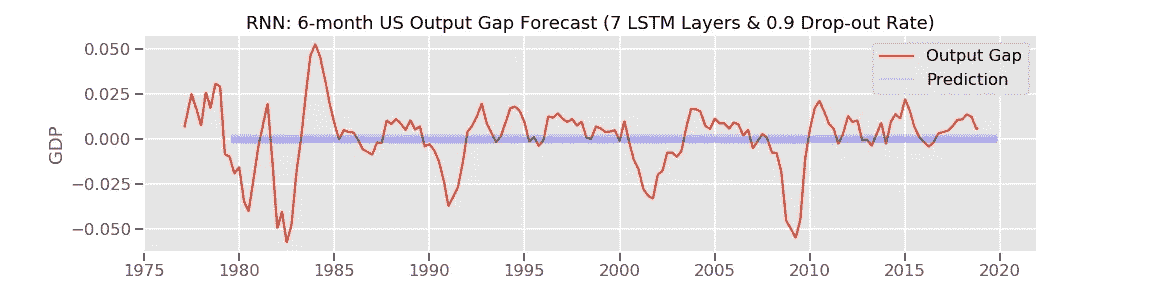 RNN: 6-month US Output Gap Forecast (7 LSTM Layers & 0.9 Drop-out Rate)
0.050
0.025
0.000
−0.025
−0.050
GDP
Output Gap
Prediction
1975 1980 1985 1990 1995 2000 2005 2010 2015 2020